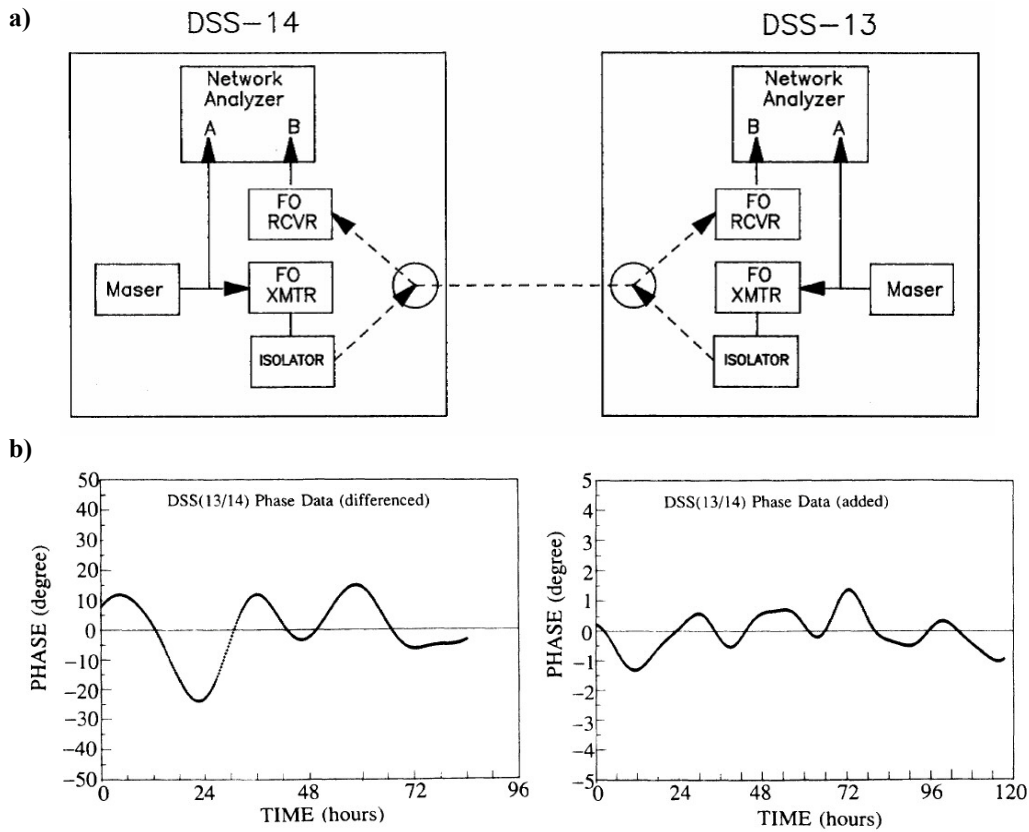 a)
DSS-14
DSS-13
Network
Analyzer
A
B
FO
RCVR
Maser
FO
XMTR
ISOLATOR
Network
Analyzer
B
A
FO
RCVR
FO
XMTR
Maser
ISOLATOR
b)
DSS(13/14) Phase Data (differenced)
PHASE (degree)
50
40
30
20
10
0
−10
−20
−30
−40
−50
0
24
48
72
96
TIME (hours)
DSS(13/14) Phase Data (added)
PHASE (degree)
5
4
3
2
1
0
−1
−2
−3
−4
−5
0
24
48
72
96
120
TIME (hours)